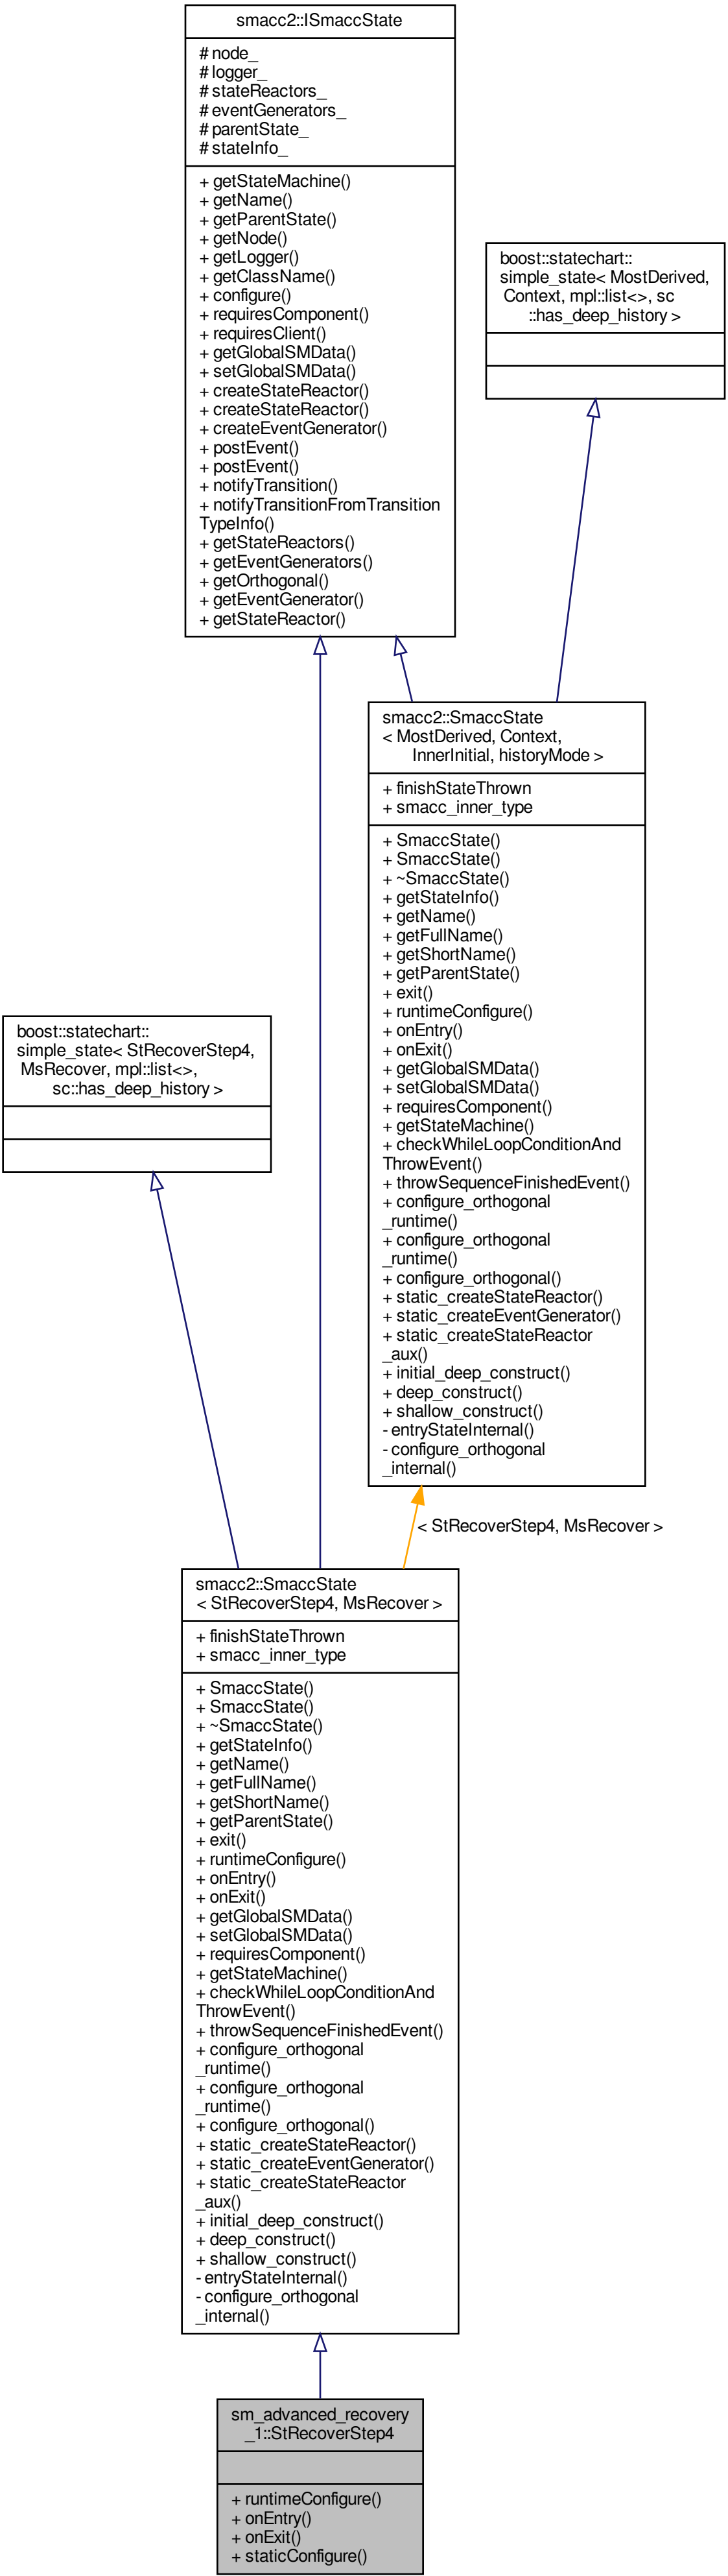 smacc2::ISmaccState
# node_
# logger_
# stateReactors_
# eventGenerators_
# parentState_
# stateInfo_
+ getStateMachine()
+ getName()
+ getParentState()
+ getNode()
+ getLogger()
+ getClassName()
+ configure()
+ requiresComponent()
+ requiresClient()
+ getGlobalSMData()
+ setGlobalSMData()
+ createStateReactor()
+ createStateReactor()
+ createEventGenerator()
+ postEvent()
+ postEvent()
+ notifyTransition()
+ notifyTransitionFromTransition
TypeInfo()
+ getStateReactors()
+ getEventGenerators()
+ getOrthogonal()
+ getEventGenerator()
+ getStateReactor()
boost::statechart::
simple_state< MostDerived,
Context, mpl::list<>, sc
::has_deep_history >
smacc2::SmaccState
< MostDerived, Context,
InnerInitial, historyMode >
+ finishStateThrown
+ smacc_inner_type
+ SmaccState()
+ SmaccState()
+ ~SmaccState()
+ getStateInfo()
+ getName()
+ getFullName()
+ getShortName()
+ getParentState()
+ exit()
+ runtimeConfigure()
+ onEntry()
+ onExit()
+ getGlobalSMData()
+ setGlobalSMData()
+ requiresComponent()
+ getStateMachine()
+ checkWhileLoopConditionAnd
ThrowEvent()
+ throwSequenceFinishedEvent()
+ configure_orthogonal
_runtime()
+ configure_orthogonal
_runtime()
+ configure_orthogonal()
+ static_createStateReactor()
+ static_createEventGenerator()
+ static_createStateReactor
_aux()
+ initial_deep_construct()
+ deep_construct()
+ shallow_construct()
- entryStateInternal()
- configure_orthogonal
_internal()
boost::statechart::
simple_state< StRecoverStep4,
MsRecover, mpl::list<>,
sc::has_deep_history >
< StRecoverStep4, MsRecover >
smacc2::SmaccState
< StRecoverStep4, MsRecover >
+ finishStateThrown
+ smacc_inner_type
+ SmaccState()
+ SmaccState()
+ ~SmaccState()
+ getStateInfo()
+ getName()
+ getFullName()
+ getShortName()
+ getParentState()
+ exit()
+ runtimeConfigure()
+ onEntry()
+ onExit()
+ getGlobalSMData()
+ setGlobalSMData()
+ requiresComponent()
+ getStateMachine()
+ checkWhileLoopConditionAnd
ThrowEvent()
+ throwSequenceFinishedEvent()
+ configure_orthogonal
_runtime()
+ configure_orthogonal
_runtime()
+ configure_orthogonal()
+ static_createStateReactor()
+ static_createEventGenerator()
+ static_createStateReactor
_aux()
+ initial_deep_construct()
+ deep_construct()
+ shallow_construct()
- entryStateInternal()
- configure_orthogonal
_internal()
sm_advanced_recovery
_1::StRecoverStep4
+ runtimeConfigure()
+ onEntry()
+ onExit()
+ staticConfigure()